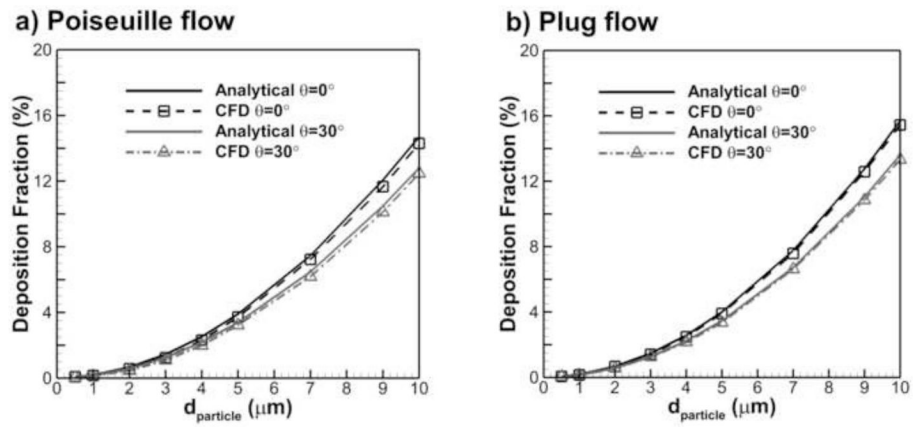 a) Poiseuille flow
20
16
12
8
4
0
Deposition Fraction (%)
Analytical θ=0°
CFD θ=0°
Analytical θ=30°
CFD θ=30°
0 1 2 3 4 5 6 7 8 9 10
d_particle (μm)
b) Plug flow
20
16
12
8
4
0
Deposition Fraction (%)
Analytical θ=0°
CFD θ=0°
Analytical θ=30°
CFD θ=30°
0 1 2 3 4 5 6 7 8 9 10
d_particle (μm)